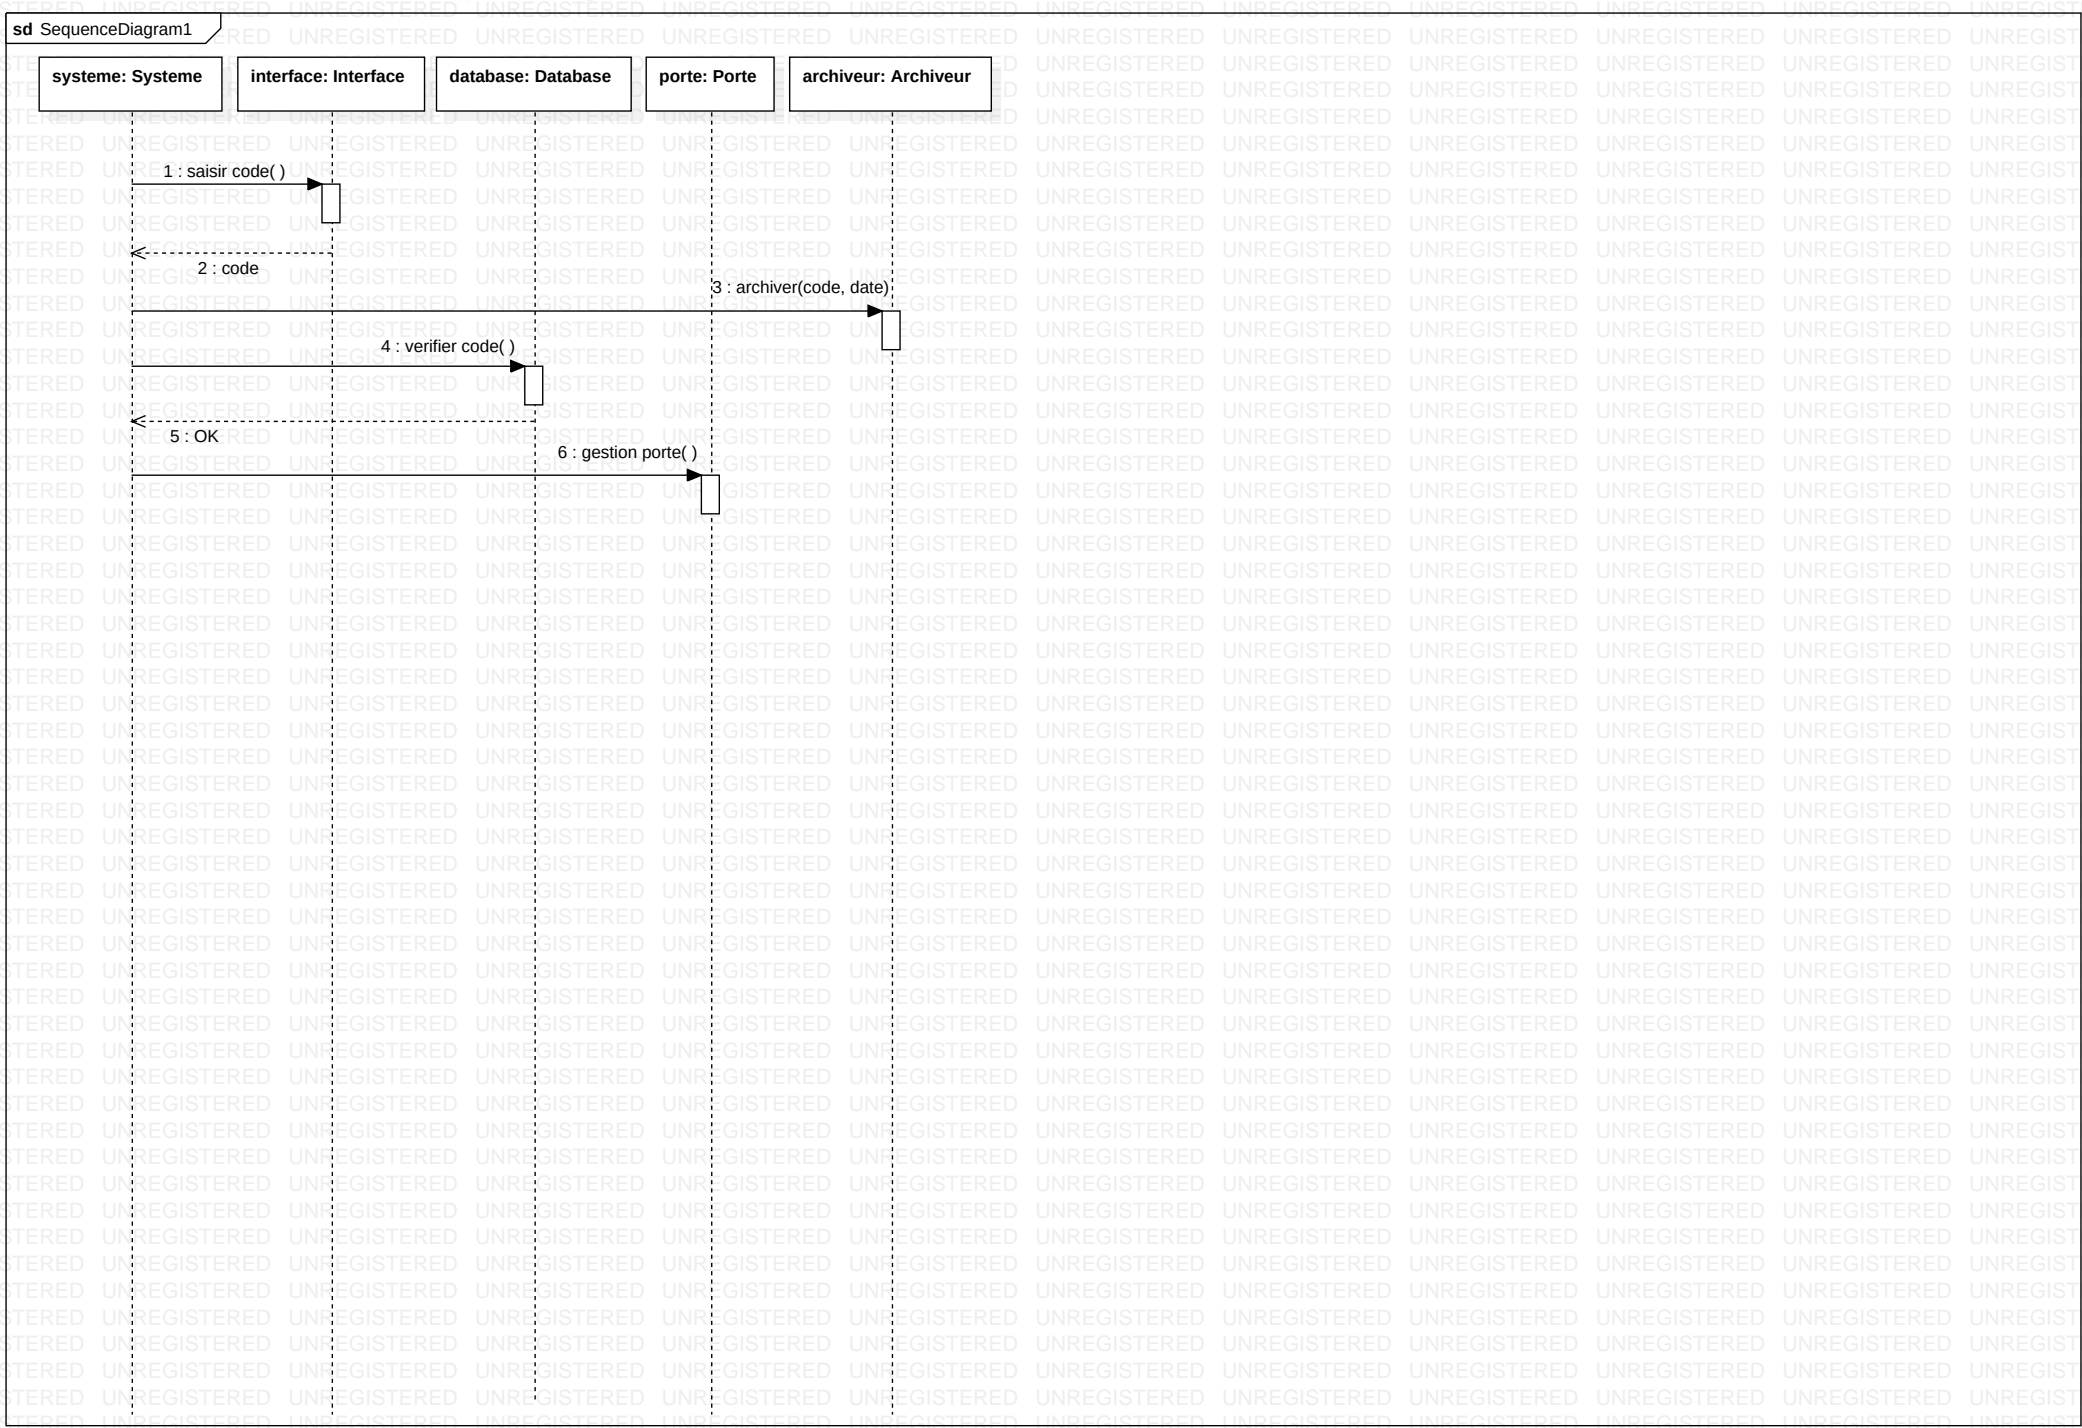 sd SequenceDiagram1
systeme: Systeme
interface: Interface
database: Database
porte: Porte
archiveur: Archiveur
1 : saisir code( )
2 : code
3 : archiver(code, date)
4 : verifier code( )
5 : OK
6 : gestion porte( )
UNREGISTERED